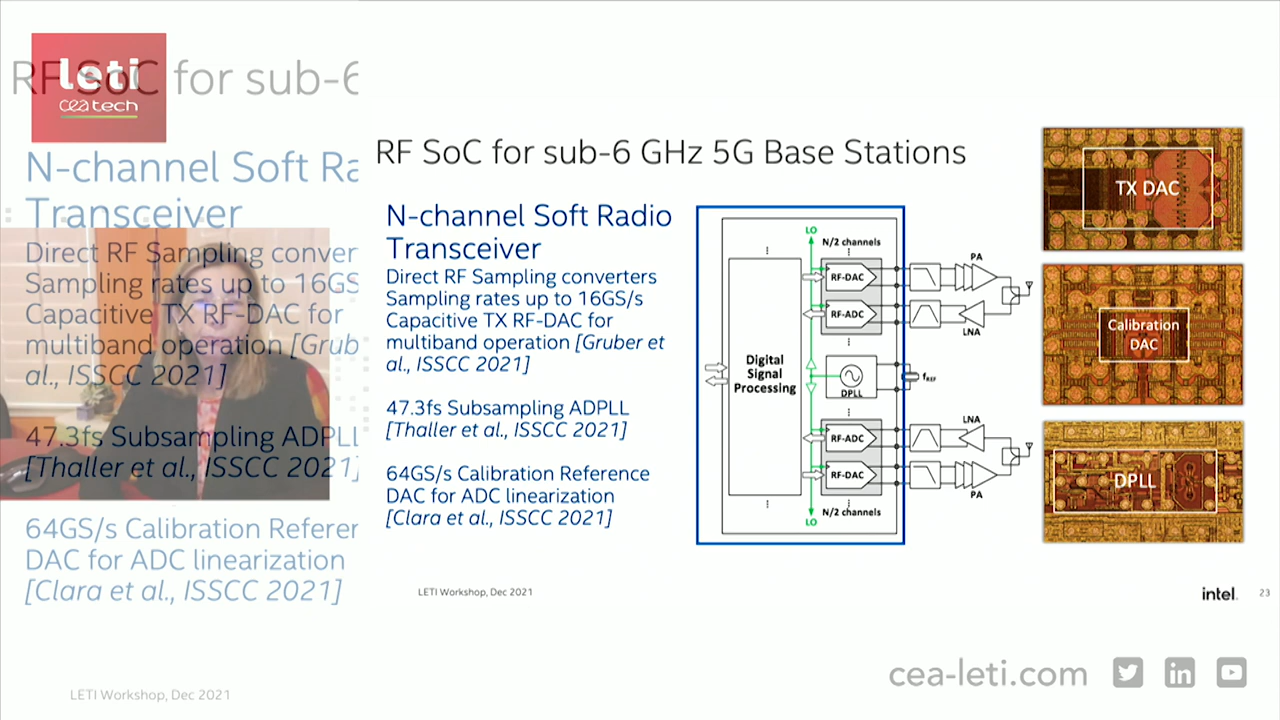 RF SoC for sub-6
leti
ceatech
N-channel Soft Ra
Transceiver
Direct RF Sampling conver
Sampling rates up to 16GS
Capacitive TX RF-DAC for
multiband operation [Grub
al., ISSCC 2021]
47.3fs Subsampling ADPLL
[Thaller et al., ISSCC 2021]
64GS/s Calibration Referer
DAC for ADC linearization
[Clara et al., ISSCC 2021]
LETI Workshop, Dec 2021
RF SoC for sub-6 GHz 5G Base Stations
N-channel Soft Radio
Transceiver
Direct RF Sampling converters
Sampling rates up to 16GS/s
Capacitive TX RF-DAC for
multiband operation [Gruber et
al., ISSCC 2021]
47.3fs Subsampling ADPLL
[Thaller et al., ISSCC 2021]
64GS/s Calibration Reference
DAC for ADC linearization
[Clara et al., ISSCC 2021]
LO
N/2 channels
RF-DAC
RF-ADC
PA
LNA
Digital
Signal
Processing
DPLL
fREF
RF-ADC
RF-DAC
LNA
PA
N/2 channels
LO
TX DAC
Calibration
DAC
DPLL
LETI Workshop, Dec 2021
intel.
23
cea-leti.com